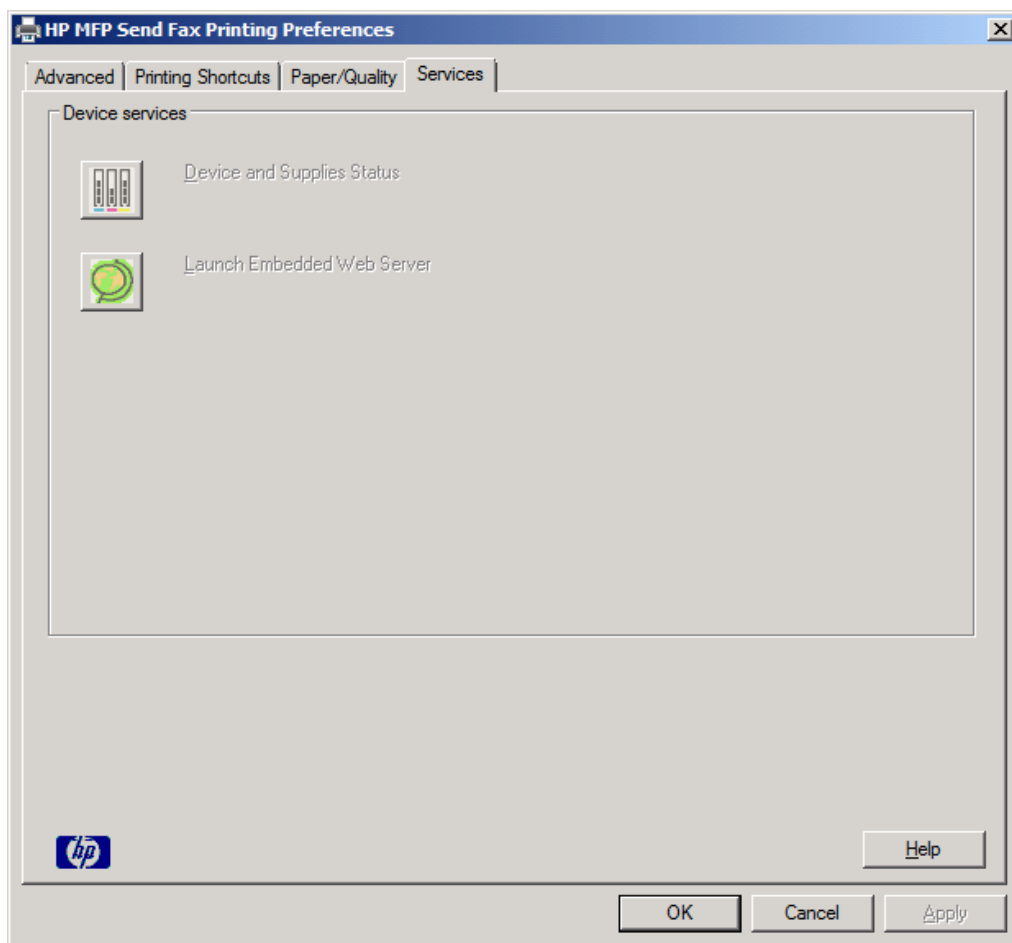 HP MFP Send Fax Printing Preferences
Advanced Printing Shortcuts Paper/Quality Services
Device services
Device and Supplies Status
Launch Embedded Web Server
hp
Help
OK Cancel Apply